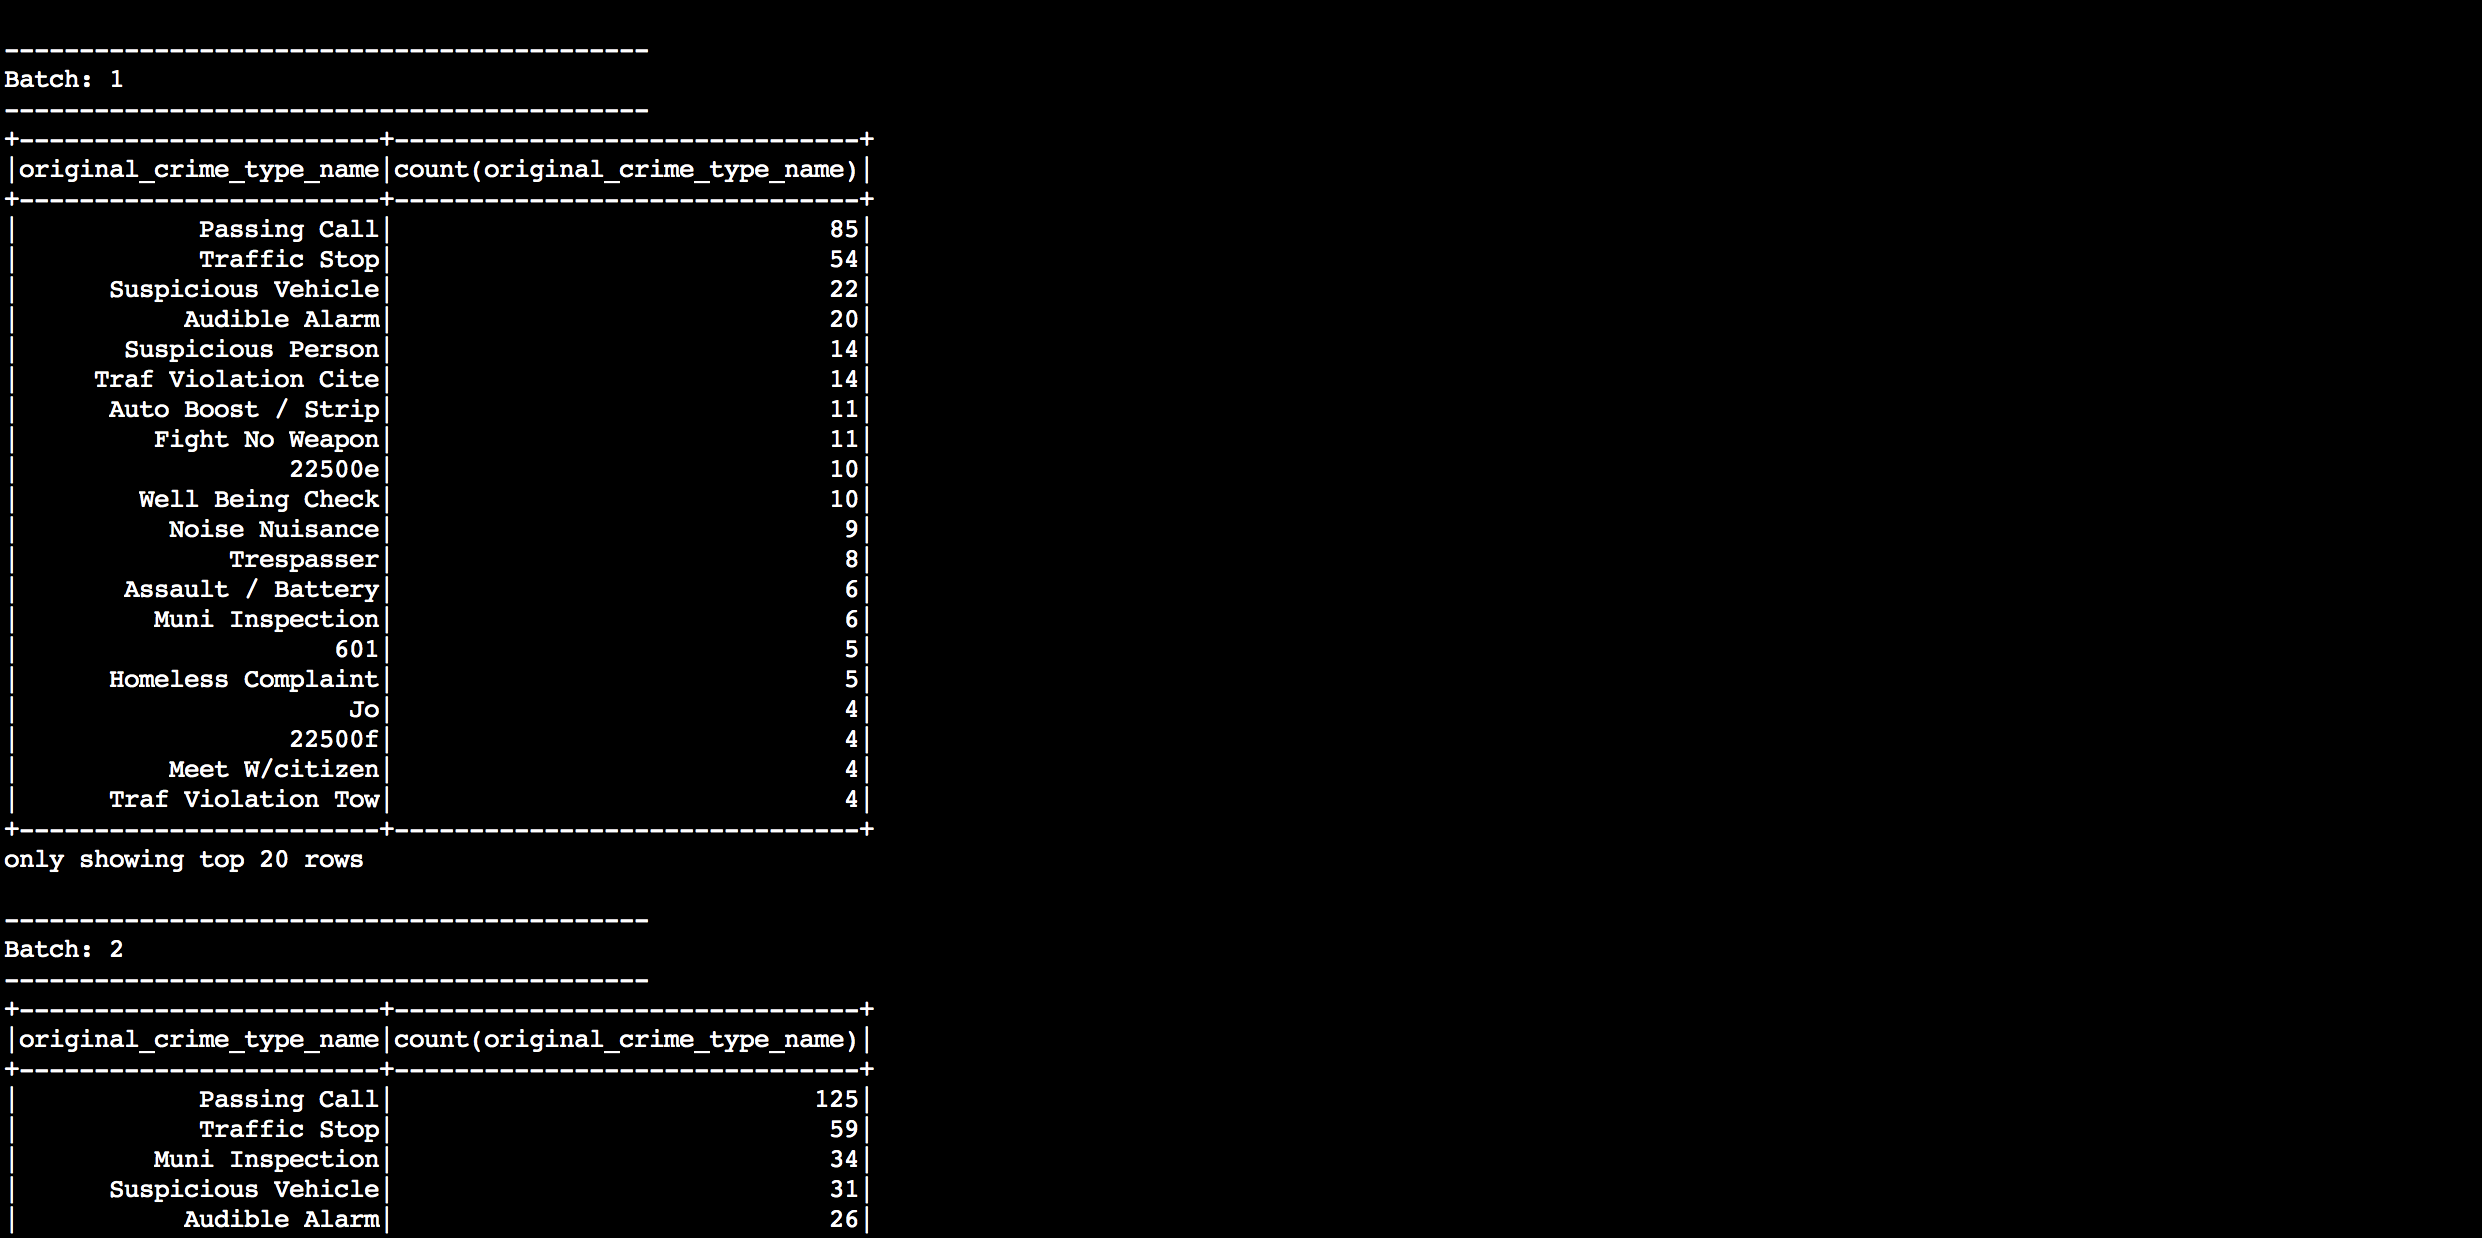 -------------------------------------------
Batch: 1
-------------------------------------------
+------------------------+-------------------------------+
|original_crime_type_name|count(original_crime_type_name)|
+------------------------+-------------------------------+
|            Passing Call|                             85|
|            Traffic Stop|                             54|
|      Suspicious Vehicle|                             22|
|           Audible Alarm|                             20|
|       Suspicious Person|                             14|
|     Traf Violation Cite|                             14|
|      Auto Boost / Strip|                             11|
|         Fight No Weapon|                             11|
|                  22500e|                             10|
|        Well Being Check|                             10|
|          Noise Nuisance|                              9|
|              Trespasser|                              8|
|       Assault / Battery|                              6|
|         Muni Inspection|                              6|
|                     601|                              5|
|      Homeless Complaint|                              5|
|                      Jo|                              4|
|                  22500f|                              4|
|          Meet W/citizen|                              4|
|      Traf Violation Tow|                              4|
+------------------------+-------------------------------+
only showing top 20 rows
-------------------------------------------
Batch: 2
-------------------------------------------
+------------------------+-------------------------------+
|original_crime_type_name|count(original_crime_type_name)|
+------------------------+-------------------------------+
|            Passing Call|                            125|
|            Traffic Stop|                             59|
|         Muni Inspection|                             34|
|      Suspicious Vehicle|                             31|
|           Audible Alarm|                             26|